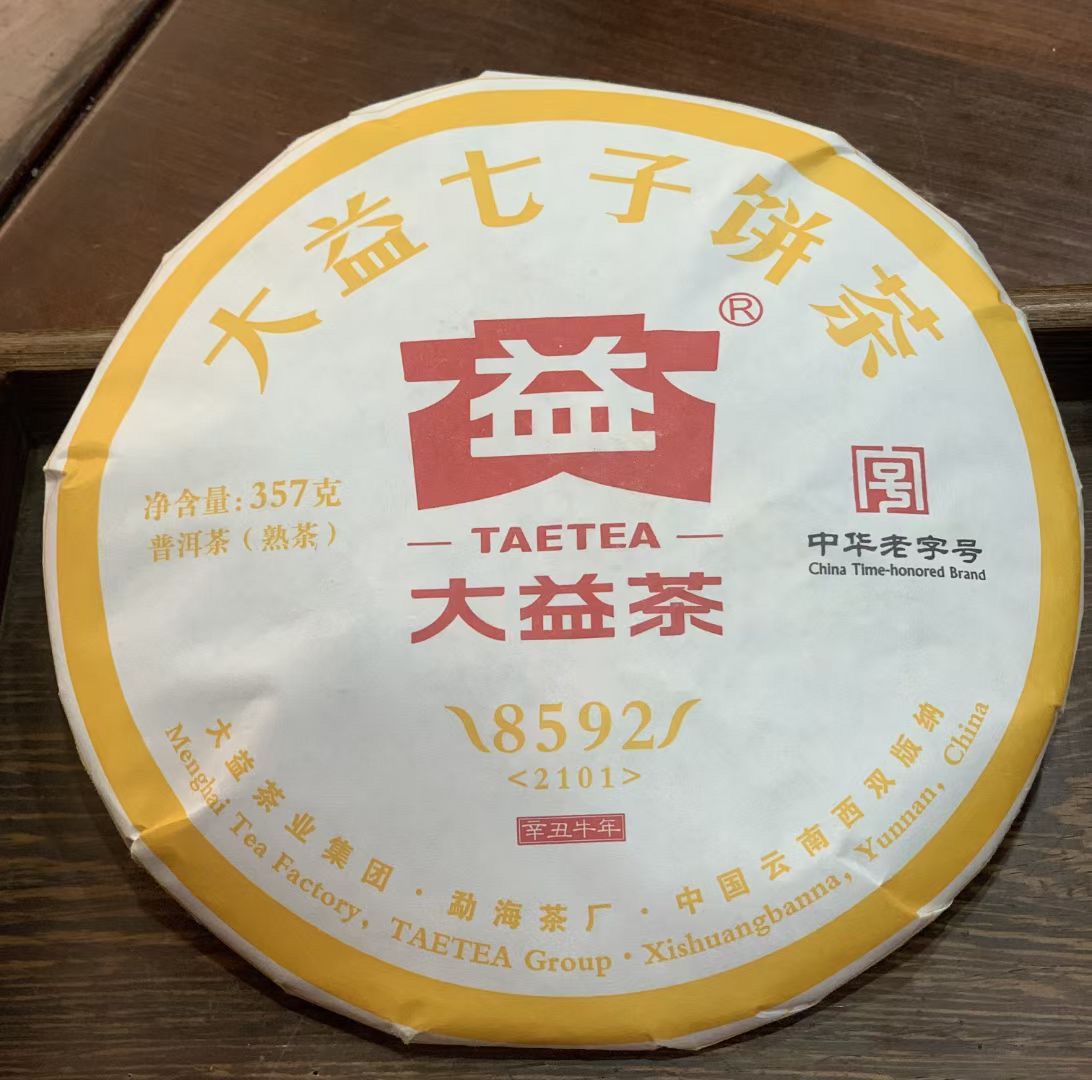 大益七子饼茶
益
®
净含量:357克
普洱茶(熟茶)
TAETEA
大益茶
中华老字号
China Time-honored Brand
8592
<2101>
辛丑牛年
大益茶业集团·勐海茶厂·中国云南西双版纳
Menghai Tea Factory, TAETEA Group·Xishuangbanna, Yunnan, China